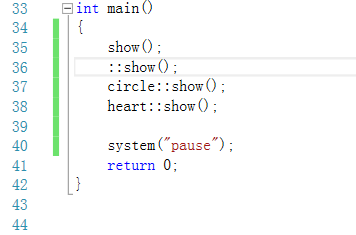 33 int main()
34 {
35 show();
36 ::show();
37 circle::show();
38 heart::show();
39
40 system("pause");
41 return 0;
42 }
43
44